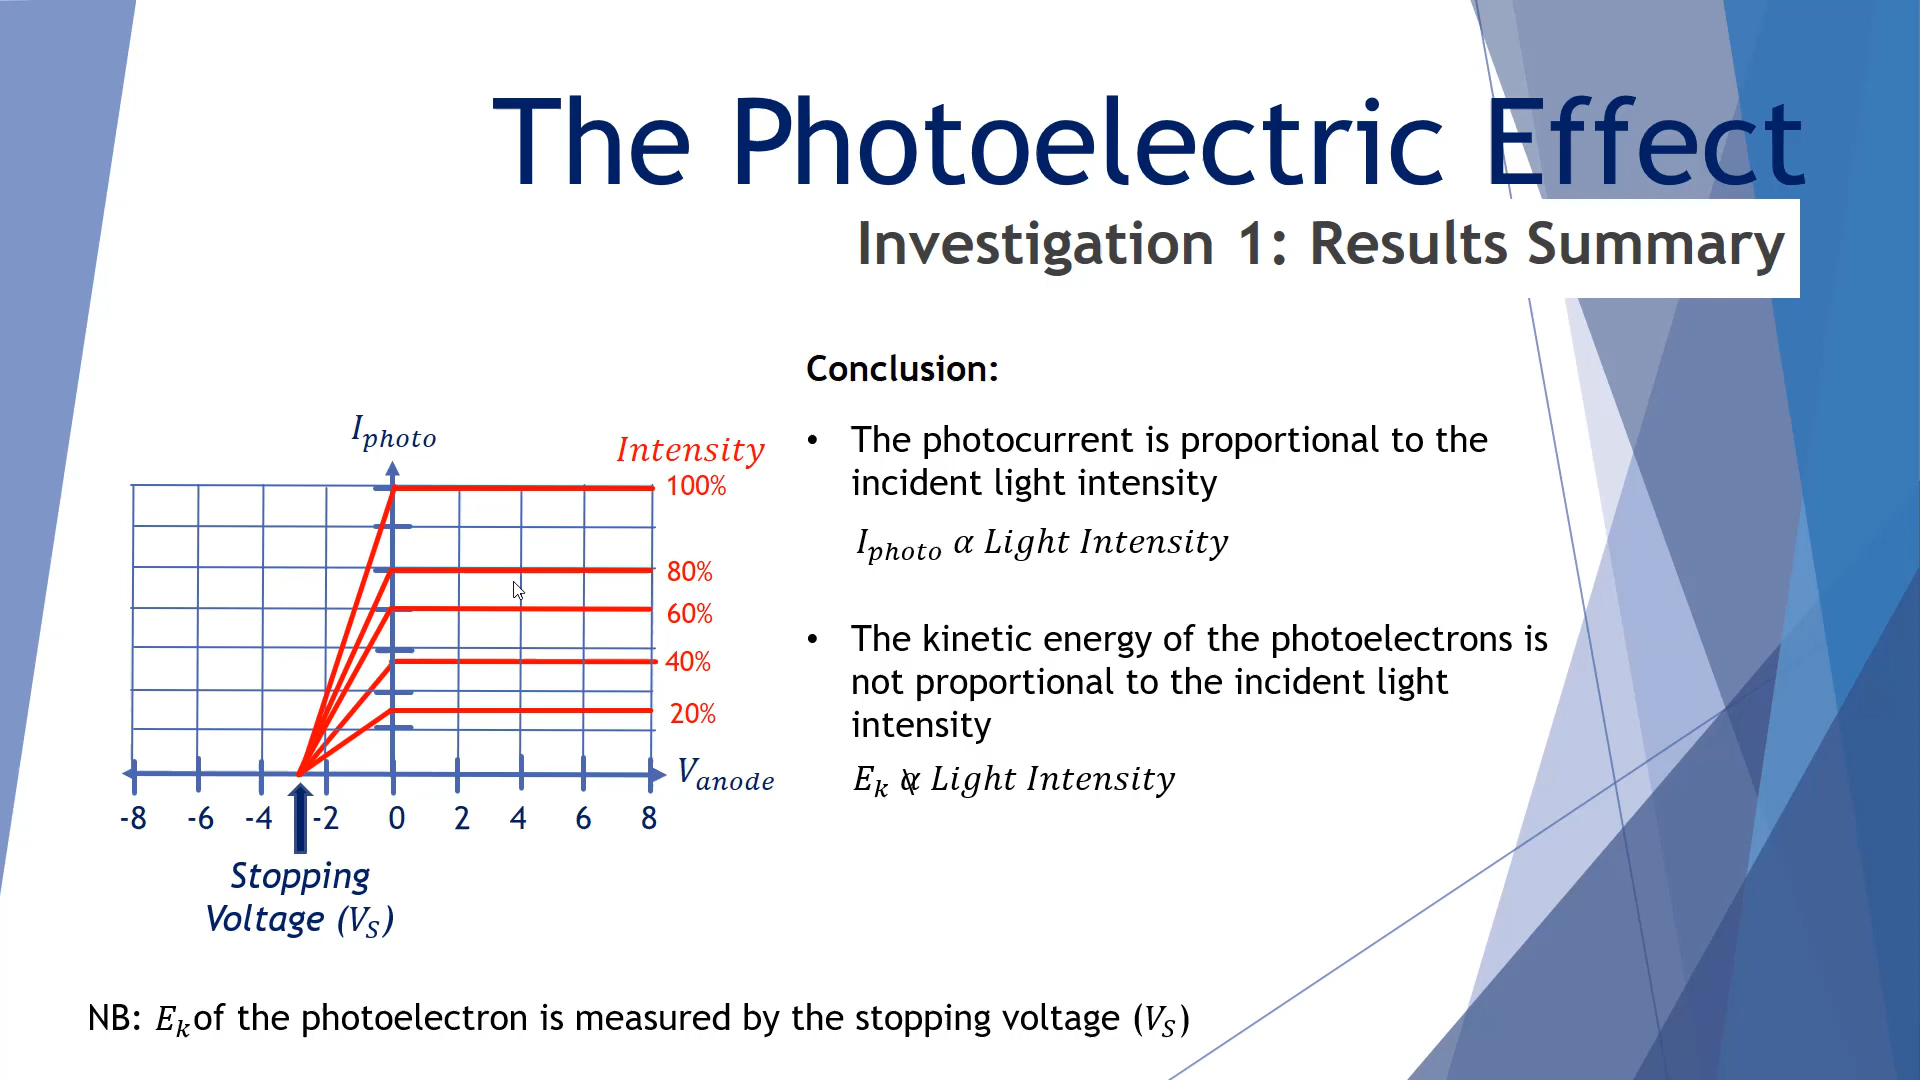 The Photoelectric Effect
Investigation 1: Results Summary
Conclusion:
• The photocurrent is proportional to the
incident light intensity
I_photo α Light Intensity
• The kinetic energy of the photoelectrons is
not proportional to the incident light
intensity
E_k α̸ Light Intensity
I_photo
Intensity
100%
80%
60%
40%
20%
V_anode
-8 -6 -4 -2 0 2 4 6 8
Stopping
Voltage (V_S)
NB: E_k of the photoelectron is measured by the stopping voltage (V_S)